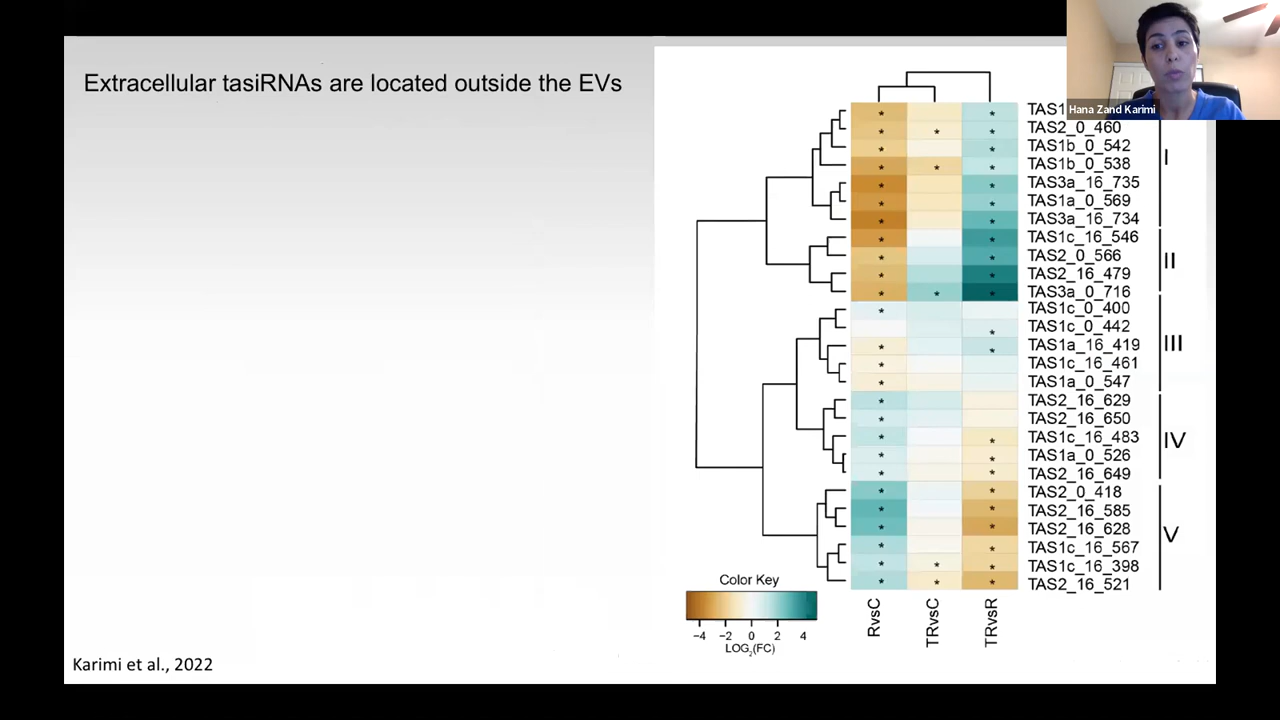 Extracellular tasiRNAs are located outside the EVs
Hana Zand Karimi
TAS1
TAS2_0_460
TAS1b_0_542
TAS1b_0_538
TAS3a_16_735
TAS1a_0_569
TAS3a_16_734
I
TAS1c_16_546
TAS2_0_566
TAS2_16_479
TAS3a_0_716
II
TAS1c_0_400
TAS1c_0_442
TAS1a_16_419
TAS1c_16_461
TAS1a_0_547
III
TAS2_16_629
TAS2_16_650
TAS1c_16_483
TAS1a_0_526
TAS2_16_649
IV
TAS2_0_418
TAS2_16_585
TAS2_16_628
TAS1c_16_567
TAS1c_16_398
TAS2_16_521
V
Color Key
−4 −2 0 2 4
LOG2(FC)
RvsC
TRvsC
TRvsR
Karimi et al., 2022